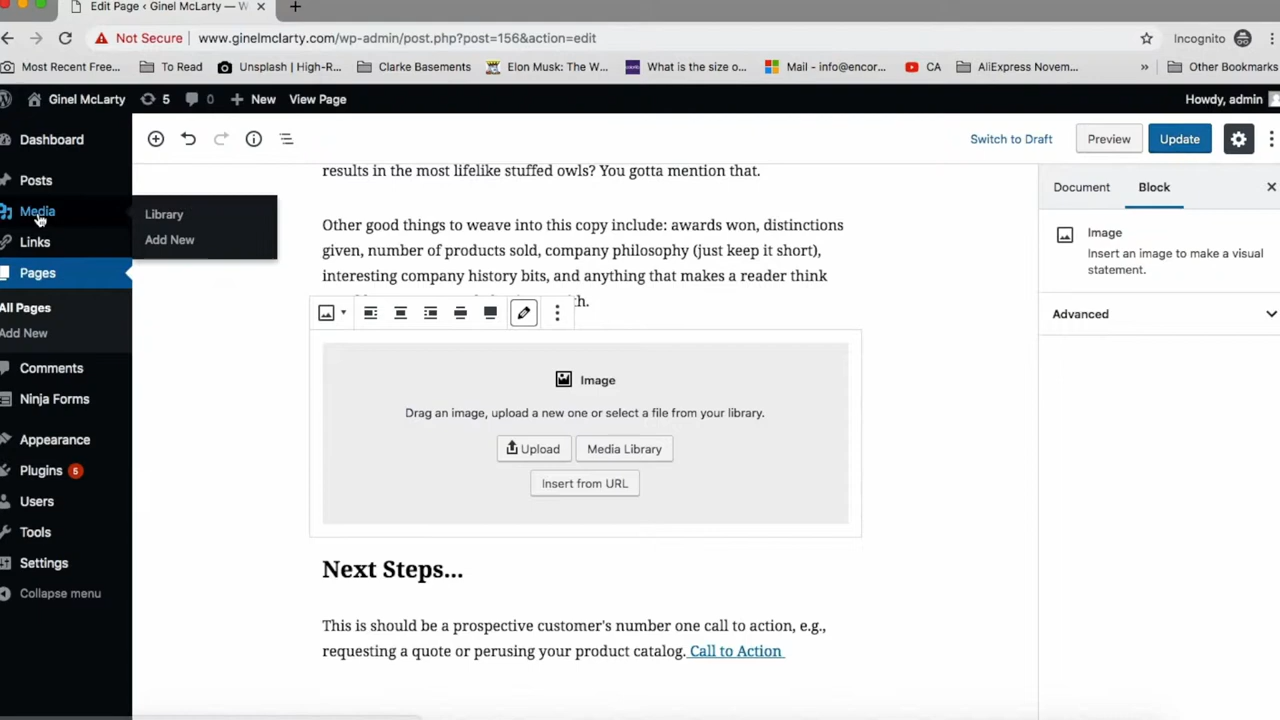 Edit Page ‹ Ginel McLarty — W
Not Secure
www.ginelmclarty.com/wp-admin/post.php?post=156&action=edit
Incognito
Most Recent Free...
To Read
Unsplash | High-R...
Clarke Basements
Elon Musk: The W...
What is the size o...
Mail - info@encor...
CA
AliExpress Novem...
»
Other Bookmarks
Ginel McLarty
5
0
New
View Page
Howdy, admin
Dashboard
Posts
Media
Links
Pages
All Pages
Add New
Comments
Ninja Forms
Appearance
Plugins 5
Users
Tools
Settings
Collapse menu
Library
Add New
Switch to Draft
Preview
Update
results in the most lifelike stuffed owls? You gotta mention that.
Other good things to weave into this copy include: awards won, distinctions
given, number of products sold, company philosophy (just keep it short),
interesting company history bits, and anything that makes a reader think
Image
Drag an image, upload a new one or select a file from your library.
Upload
Media Library
Insert from URL
Next Steps...
This is should be a prospective customer's number one call to action, e.g.,
requesting a quote or perusing your product catalog. Call to Action
Document
Block
Image
Insert an image to make a visual
statement.
Advanced